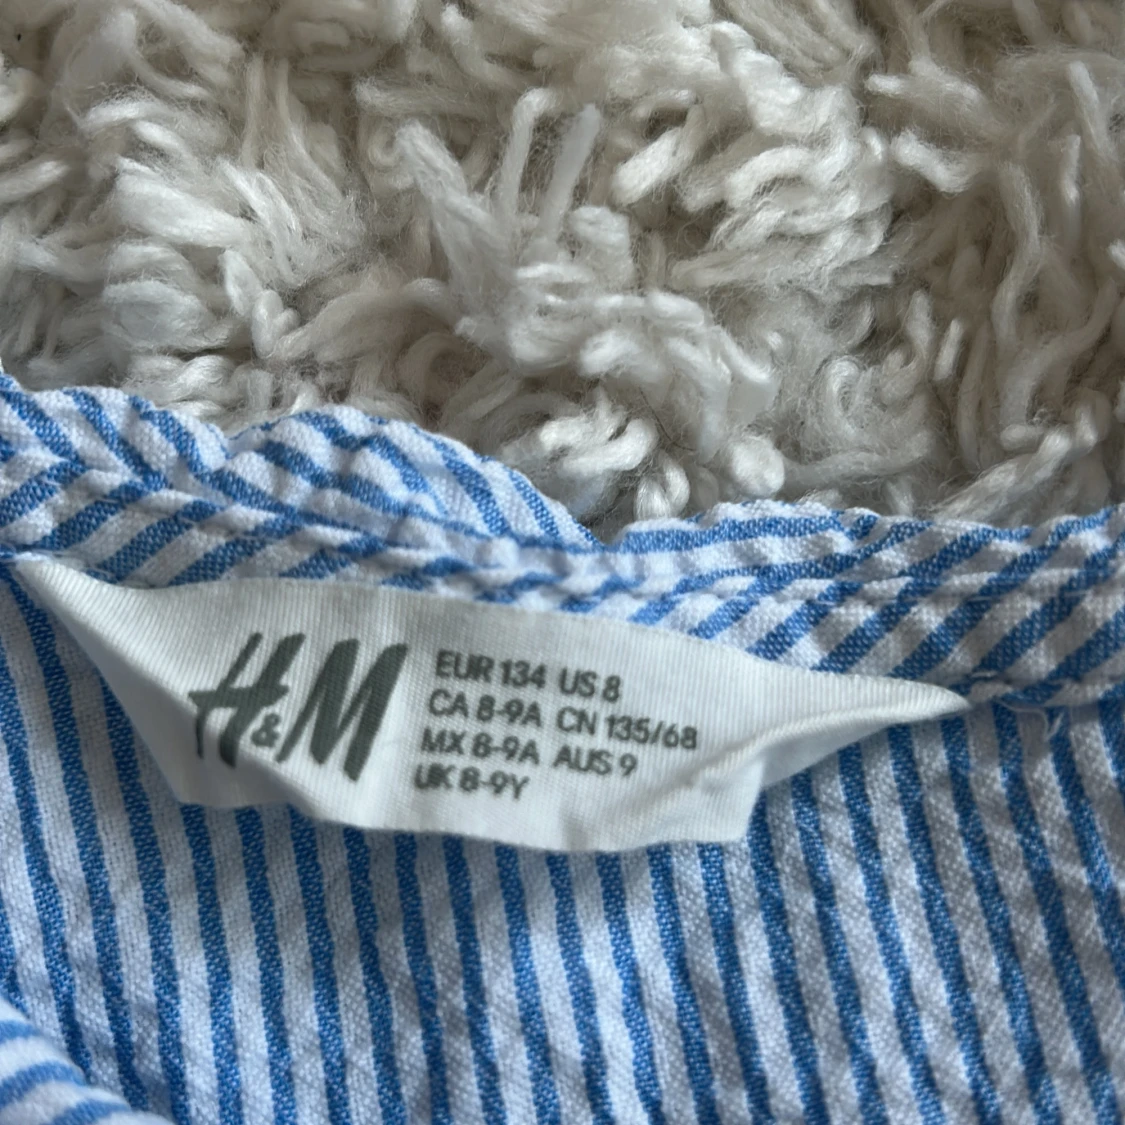 H&M
EUR 134 US 8
CA 8-9A CN 135/68
MX 8-9A AUS 9
UK 8-9Y